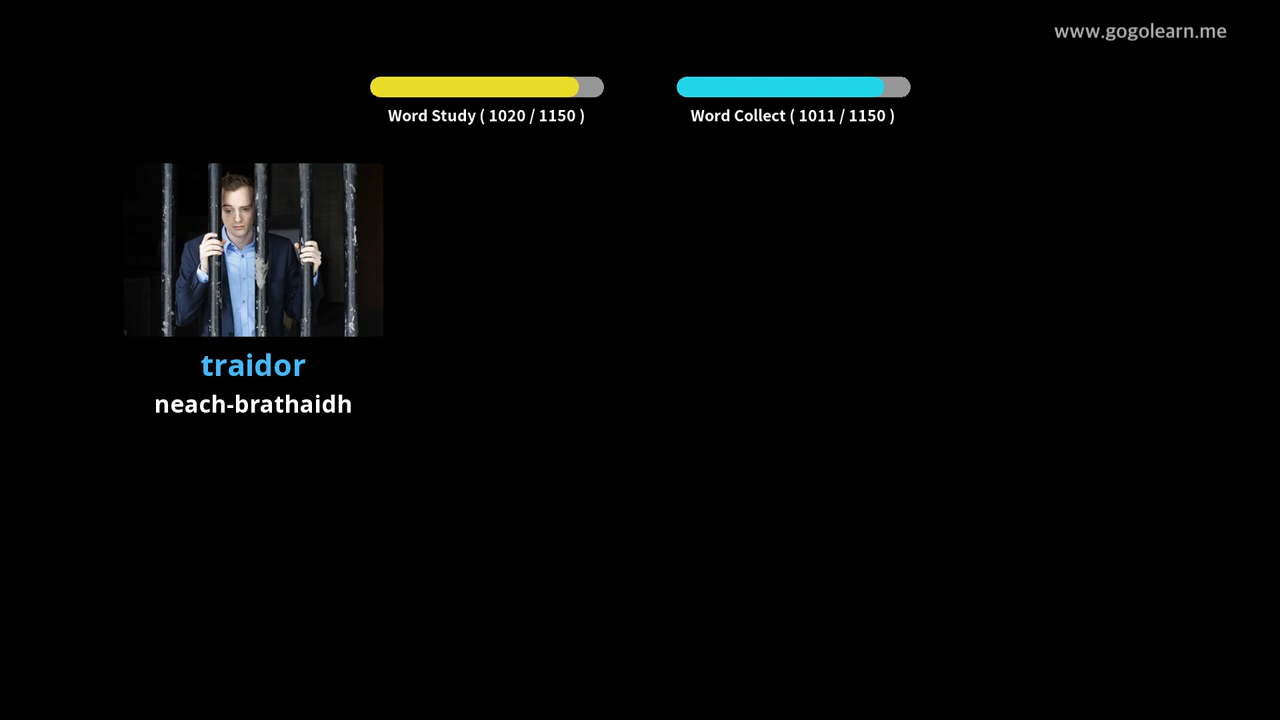 www.gogolearn.me
Word Study ( 1020 / 1150 )
Word Collect ( 1011 / 1150 )
traidor
neach-brathaidh